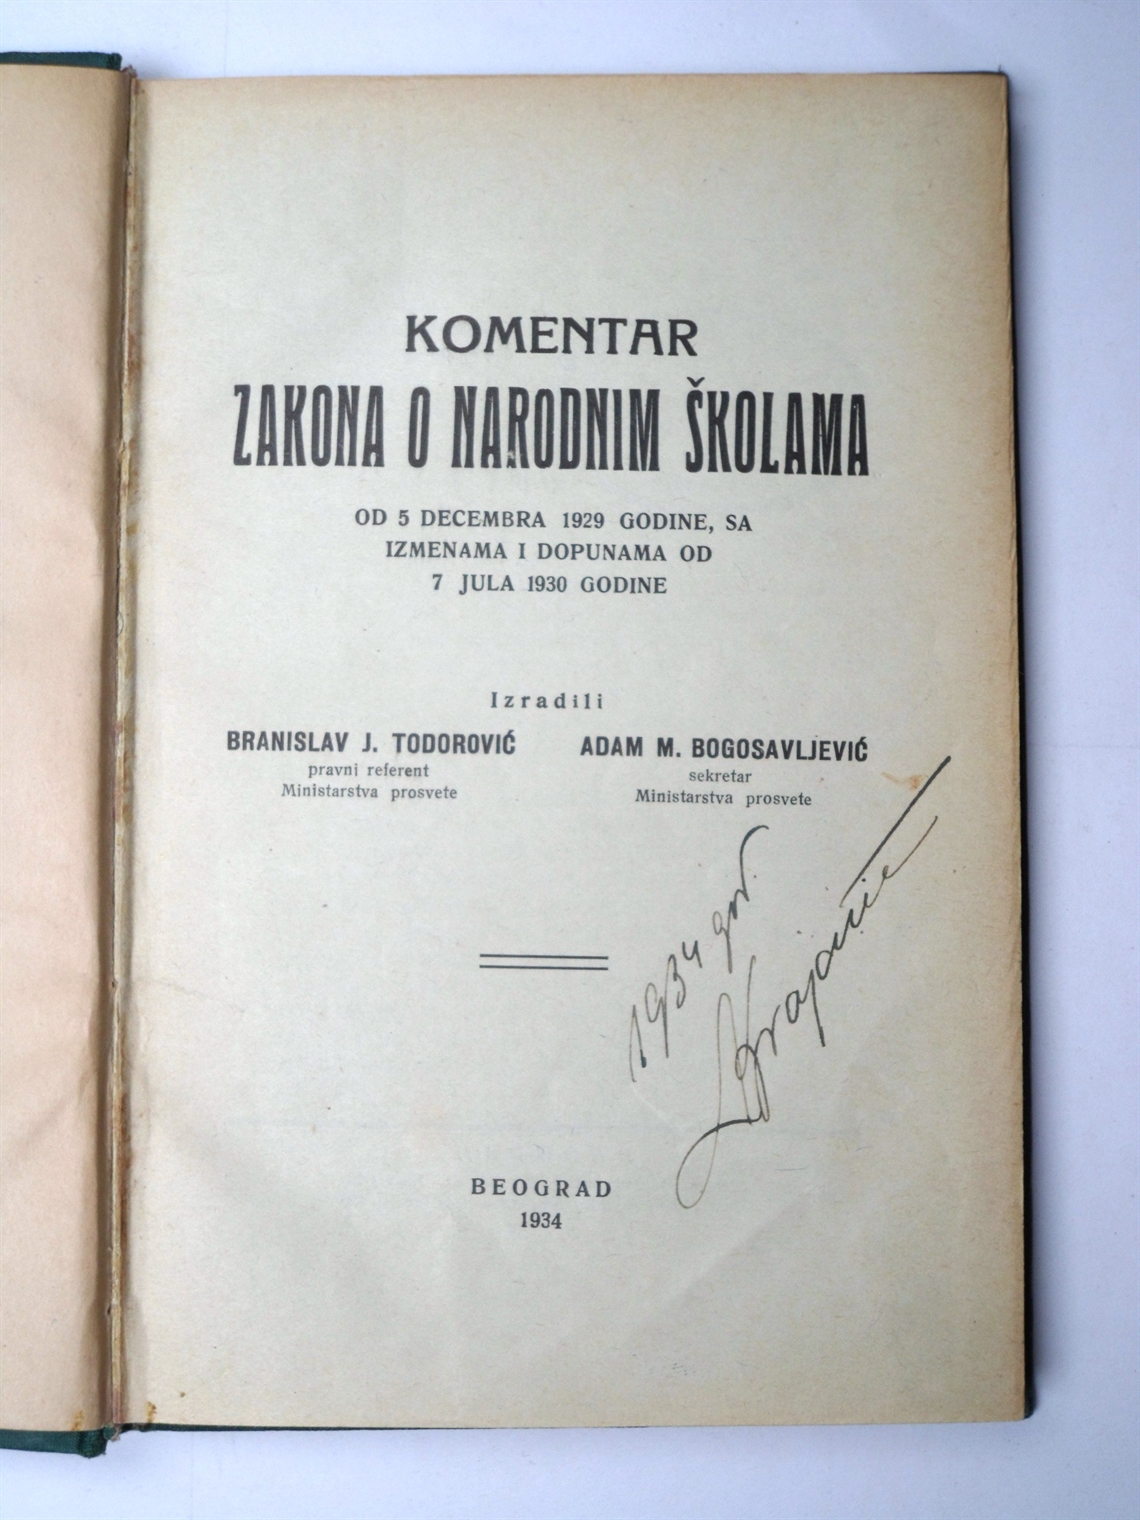 KOMENTAR
ZAKONA O NARODNIM ŠKOLAMA
OD 5 DECEMBRA 1929 GODINE, SA
IZMENAMA I DOPUNAMA OD
7 JULA 1930 GODINE
Izradili
BRANISLAV J. TODOROVIĆ
pravni referent
Ministarstva prosvete
ADAM M. BOGOSAVLJEVIĆ
sekretar
Ministarstva prosvete
1934 god
BEOGRAD
1934